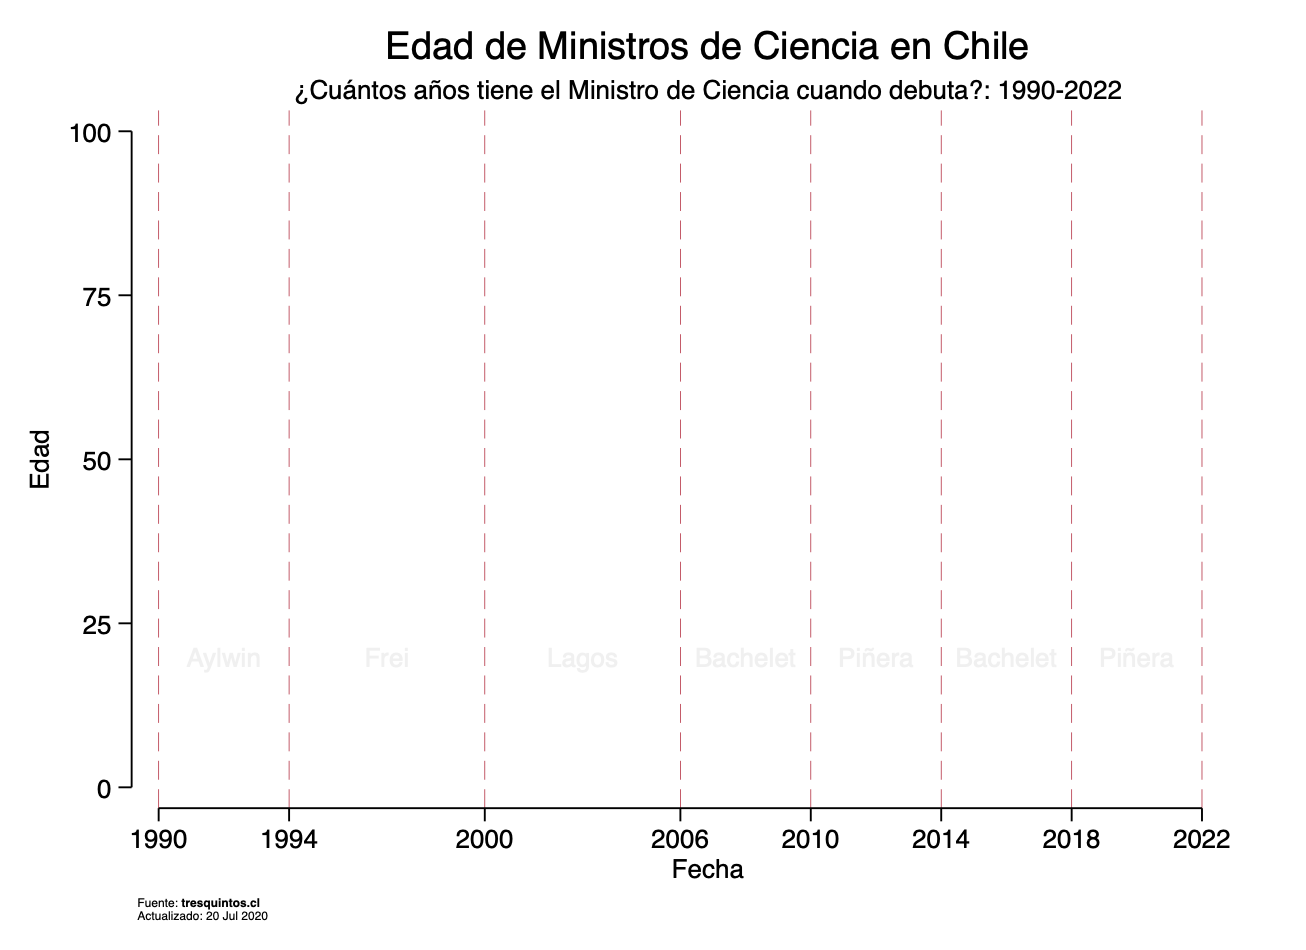 Edad de Ministros de Ciencia en Chile
¿Cuántos años tiene el Ministro de Ciencia cuando debuta?: 1990-2022
100
75
50
25
0
Edad
Aylwin Frei Lagos Bachelet Piñera Bachelet Piñera
1990 1994 2000 2006 2010 2014 2018 2022
Fecha
Fuente: tresquintos.cl
Actualizado: 20 Jul 2020